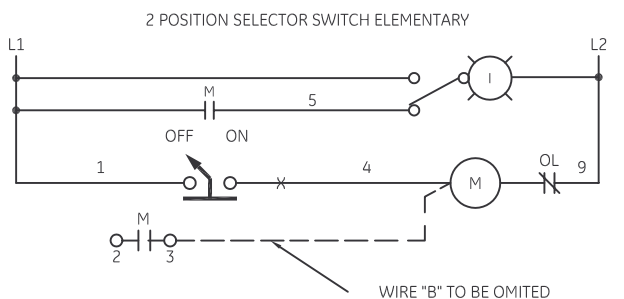 2 POSITION SELECTOR SWITCH ELEMENTARY
L1
L2
I
M
5
OFF ON
1
X
4
M
OL
9
M
2
3
WIRE "B" TO BE OMITED